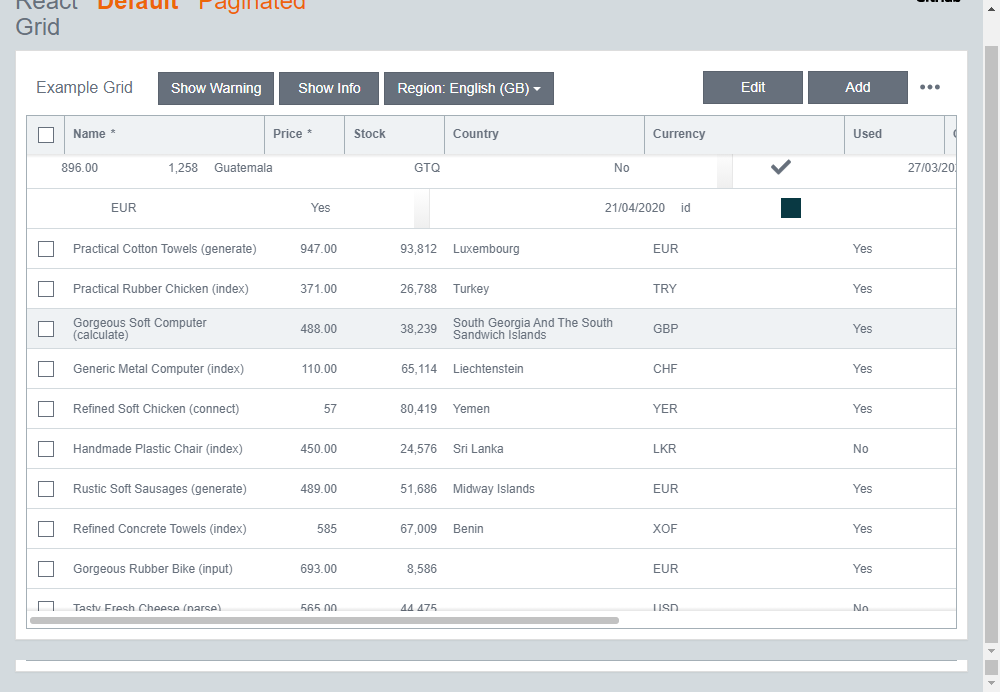 React Default Paginated
Grid
Example Grid Show Warning Show Info Region: English (GB) Edit Add •••
Name * Price * Stock Country Currency Used
896.00 1,258 Guatemala GTQ No 27/03/20
EUR Yes 21/04/2020 id
Practical Cotton Towels (generate) 947.00 93,812 Luxembourg EUR Yes
Practical Rubber Chicken (index) 371.00 26,788 Turkey TRY Yes
Gorgeous Soft Computer (calculate) 488.00 38,239 South Georgia And The South Sandwich Islands GBP Yes
Generic Metal Computer (index) 110.00 65,114 Liechtenstein CHF Yes
Refined Soft Chicken (connect) 57 80,419 Yemen YER Yes
Handmade Plastic Chair (index) 450.00 24,576 Sri Lanka LKR No
Rustic Soft Sausages (generate) 489.00 51,686 Midway Islands EUR Yes
Refined Concrete Towels (index) 585 67,009 Benin XOF Yes
Gorgeous Rubber Bike (input) 693.00 8,586 EUR Yes
Tasty Fresh Cheese (parse) 565.00 44,475 USD No